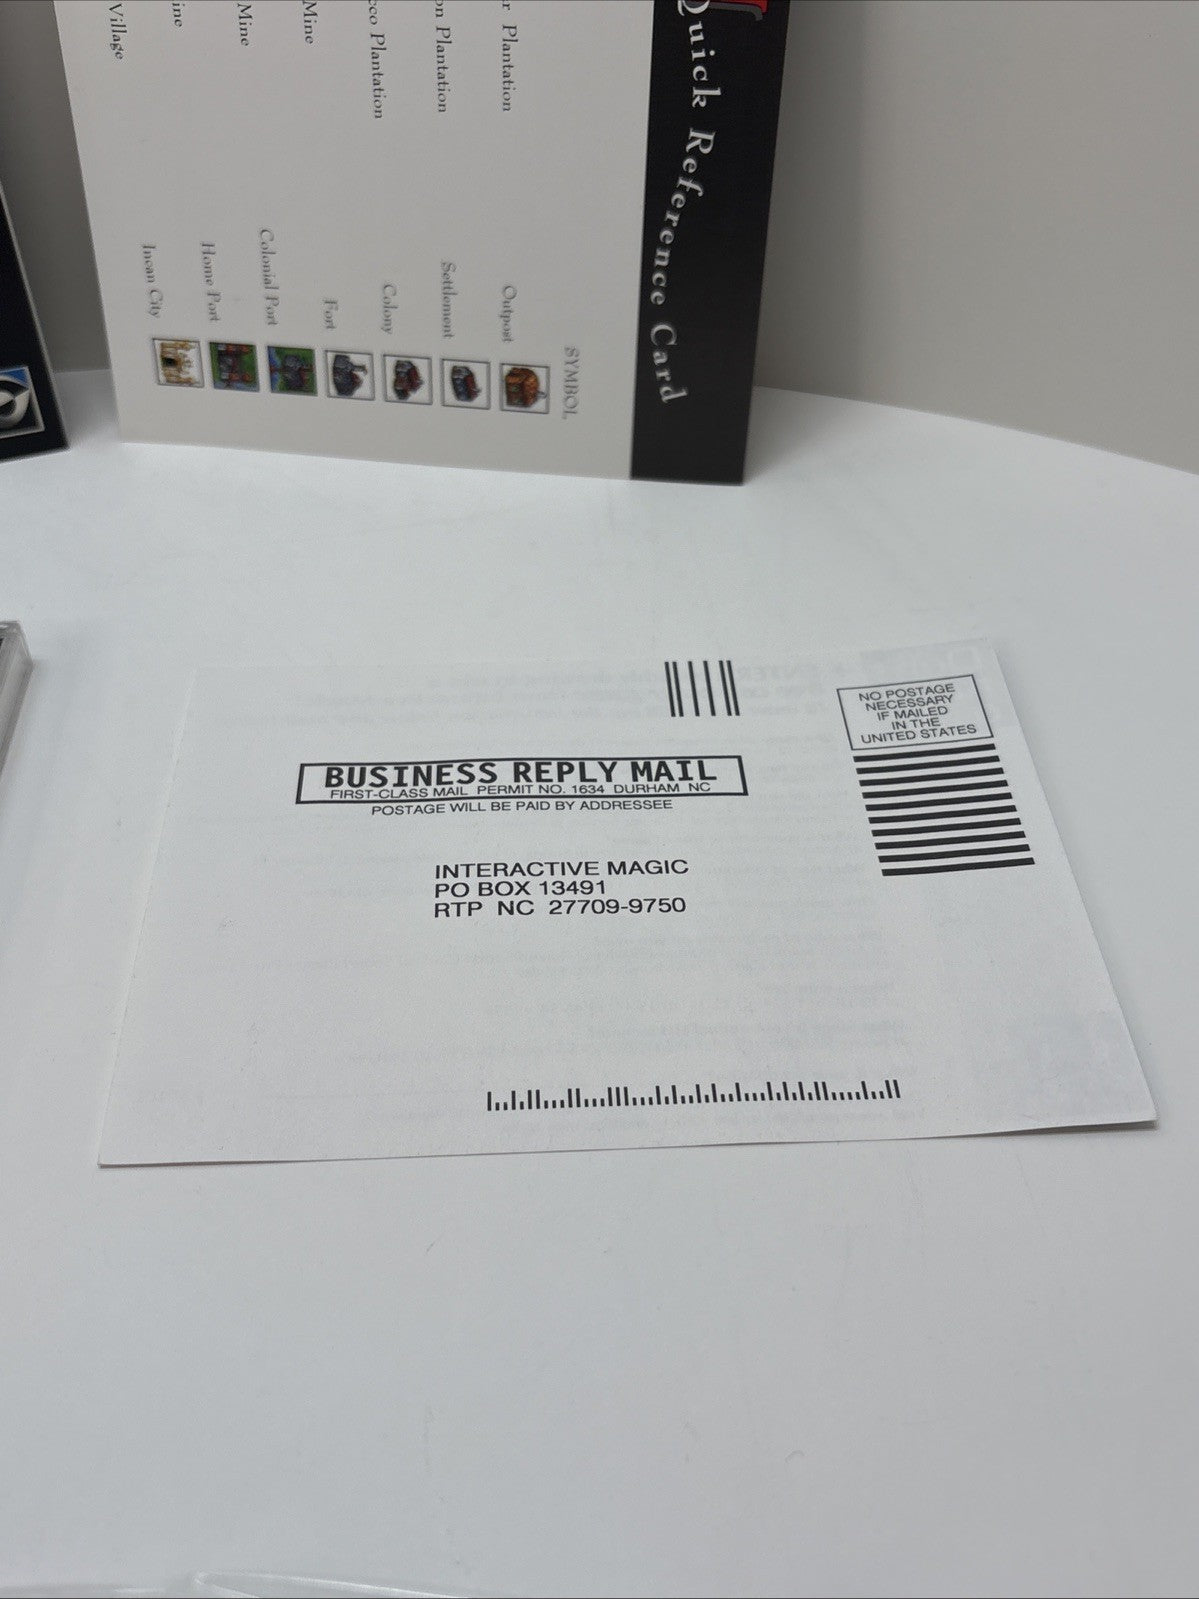 Quick Reference Card
SYMBOL
Plantation
Outpost
Plantation
Settlement
Plantation
Colony
Mine
Fort
Mine
Colonial Port
Home Port
Village
Incan City
NO POSTAGE
NECESSARY
IF MAILED
IN THE
UNITED STATES
BUSINESS REPLY MAIL
FIRST-CLASS MAIL PERMIT NO. 1634 DURHAM NC
POSTAGE WILL BE PAID BY ADDRESSEE
INTERACTIVE MAGIC
PO BOX 13491
RTP NC 27709-9750